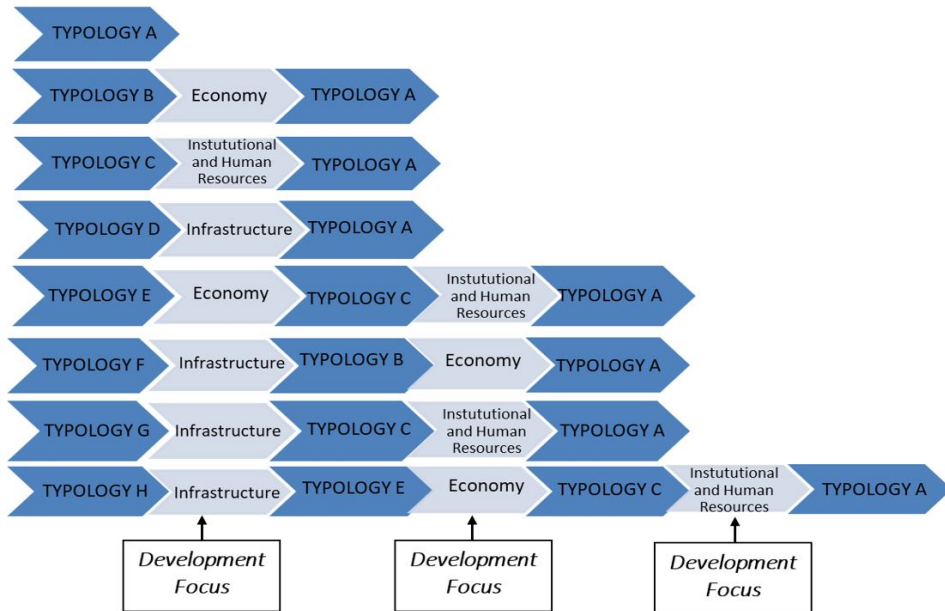 TYPOLOGY A
TYPOLOGY B Economy TYPOLOGY A
TYPOLOGY C Instutional
and Human
Resources TYPOLOGY A
TYPOLOGY D Infrastructure TYPOLOGY A
TYPOLOGY E Economy TYPOLOGY C Instutional
and Human
Resources TYPOLOGY A
TYPOLOGY F Infrastructure TYPOLOGY B Economy TYPOLOGY A
TYPOLOGY G Infrastructure TYPOLOGY C Instutional
and Human
Resources TYPOLOGY A
TYPOLOGY H Infrastructure TYPOLOGY E Economy TYPOLOGY C Instutional
and Human
Resources TYPOLOGY A
Development
Focus
Development
Focus
Development
Focus